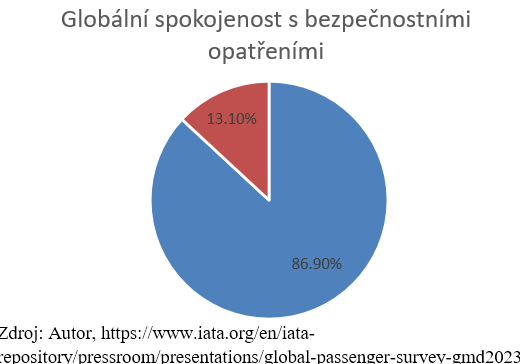 Globální spokojenost s bezpečnostními
opatřeními
13.10%
86.90%
Zdroj: Autor, https://www.iata.org/en/iata-
repository/pressroom/presentations/global-passenger-survey-gmd2023